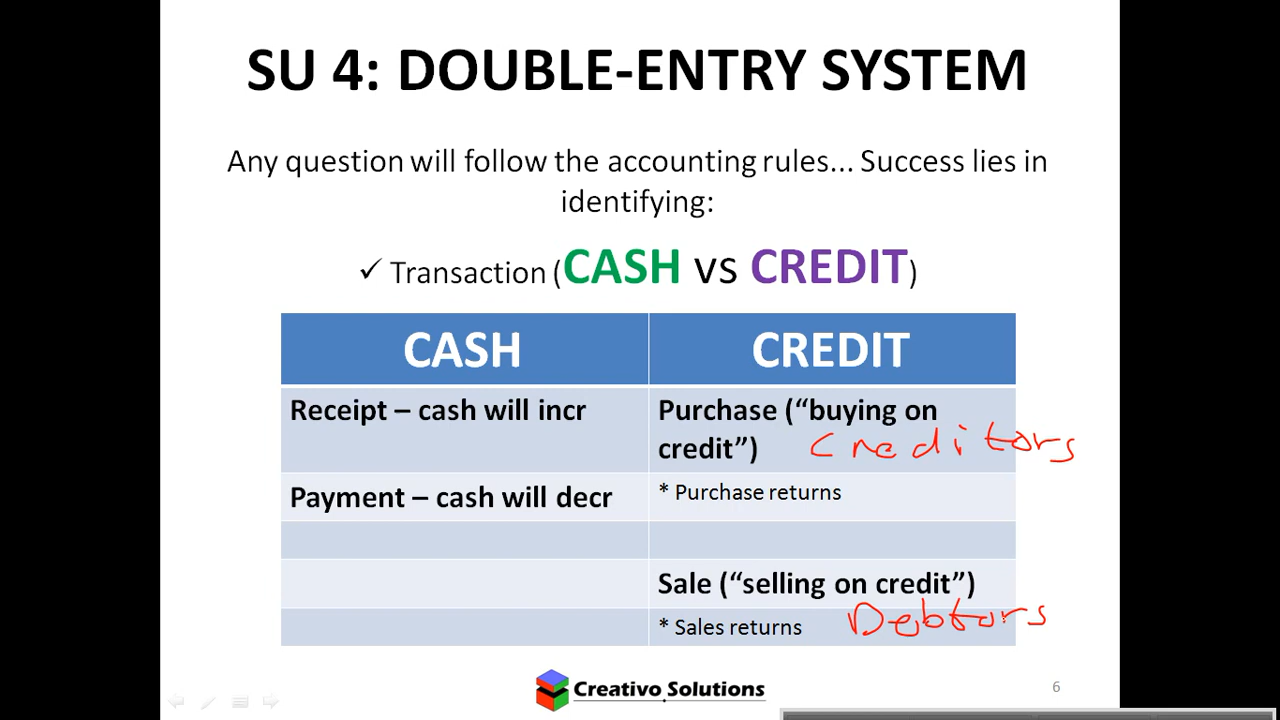 SU 4: DOUBLE-ENTRY SYSTEM
Any question will follow the accounting rules... Success lies in
identifying:
✓ Transaction (CASH vs CREDIT)
CASH
CREDIT
Receipt – cash will incr
Purchase (“buying on
credit”)
Creditors
Payment – cash will decr
* Purchase returns
Sale (“selling on credit”)
* Sales returns
Debtors
Creativo Solutions
6